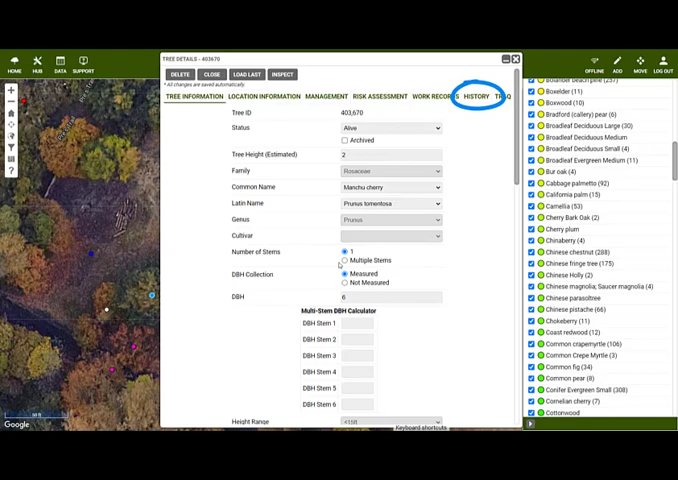 TREE DETAILS - 403670
HOME HUB DATA SUPPORT
OFFLINE ADD MOVE LOG OUT
DELETE CLOSE LOAD LAST INSPECT
* All changes are saved automatically.
TREE INFORMATION LOCATION INFORMATION MANAGEMENT RISK ASSESSMENT WORK RECORDS HISTORY TRAQ
Tree ID 403,670
Status Alive
Archived
Tree Height (Estimated) 2
Family Rosaceae
Common Name Manchu cherry
Latin Name Prunus tomentosa
Genus Prunus
Cultivar
Number of Stems 1
Multiple Stems
DBH Collection Measured
Not Measured
DBH 6
Multi-Stem DBH Calculator
DBH Stem 1
DBH Stem 2
DBH Stem 3
DBH Stem 4
DBH Stem 5
DBH Stem 6
Height Range <15ft
Keyboard shortcuts
Google
50 ft
+
?
Bolander beach pine (257)
Boxelder (11)
Boxwood (10)
Bradford (callery) pear (6)
Broadleaf Deciduous Large (30)
Broadleaf Deciduous Medium
Broadleaf Deciduous Small (4)
Broadleaf Evergreen Medium (11)
Bur oak (4)
Cabbage palmetto (92)
California palm (15)
Camellia (53)
Cherry Bark Oak (2)
Cherry plum
Chinaberry (4)
Chinese chestnut (288)
Chinese fringe tree (175)
Chinese Holly (2)
Chinese magnolia; Saucer magnolia (4)
Chinese parasoltree
Chinese pistache (66)
Chokeberry (11)
Coast redwood (12)
Common crapemyrtle (106)
Common Crepe Myrtle (3)
Common fig (34)
Common pear (8)
Conifer Evergreen Small (308)
Cornelian cherry (7)
Cottonwood